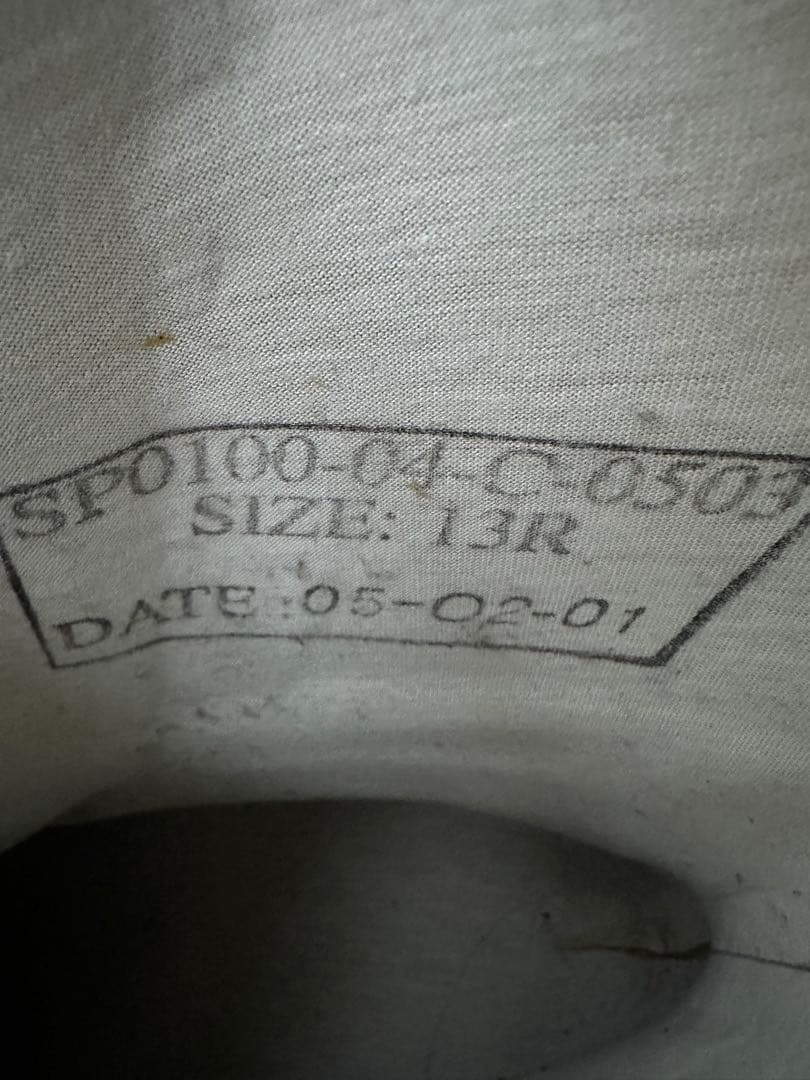 SP0100-04-C-0503
SIZE: 13R
DATE :05-02-01